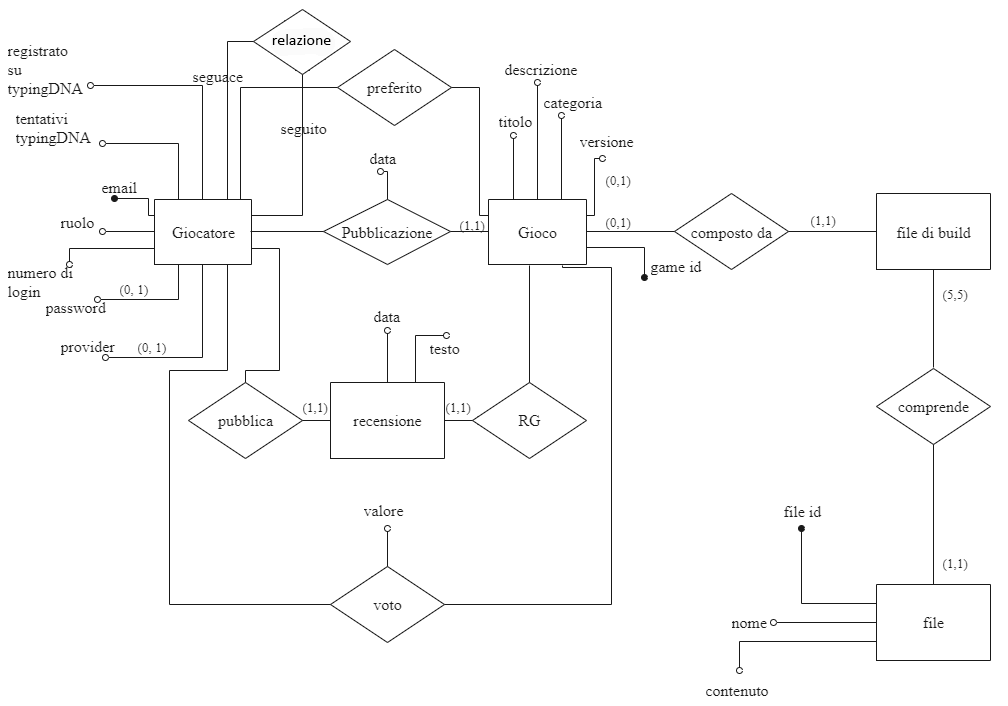 relazione
registrato
su
typingDNA
seguace
preferito
descrizione
categoria
titolo
tentativi
typingDNA
seguito
versione
data
(0,1)
email
ruolo
Giocatore
Pubblicazione
(1,1)
Gioco
(0,1)
composto da
(1,1)
file di build
numero di
login
game id
(0, 1)
password
(5,5)
data
provider
(0, 1)
testo
pubblica
(1,1)
recensione
(1,1)
RG
comprende
valore
file id
(1,1)
voto
nome
file
contenuto